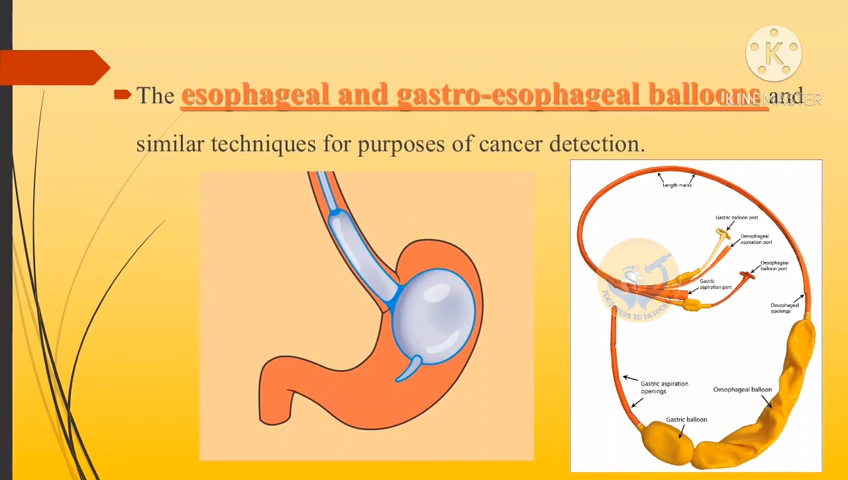 K
KINEMASTER
The esophageal and gastro-esophageal balloons and
similar techniques for purposes of cancer detection.
Length marks
Gastric balloon port
Oesophageal
aspiration port
Oesophageal
balloon port
Gastric
aspiration port
Oesophageal
openings
Gastric aspiration
openings
Oesophageal balloon
Gastric balloon